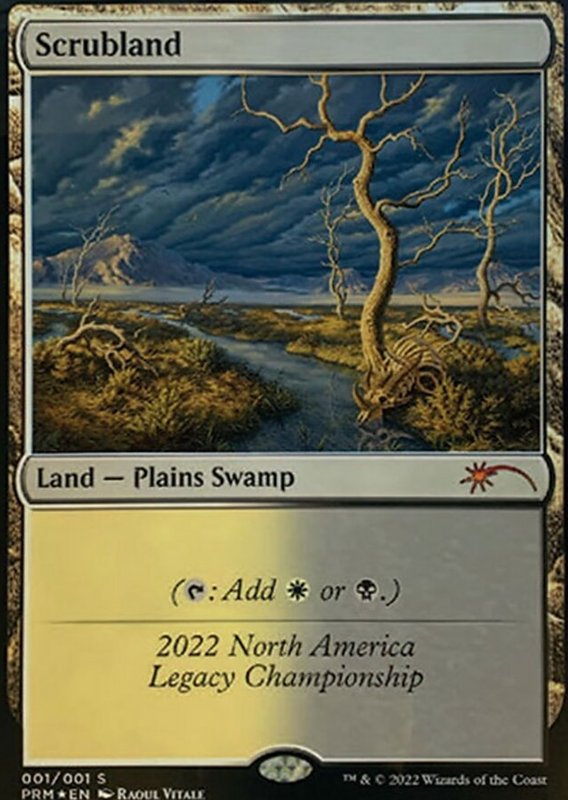 Scrubland
Land — Plains Swamp
(: Add or .)
2022 North America
Legacy Championship
001/001 S
PRM★EN Raoul Vitale
™ & © 2022 Wizards of the Coast